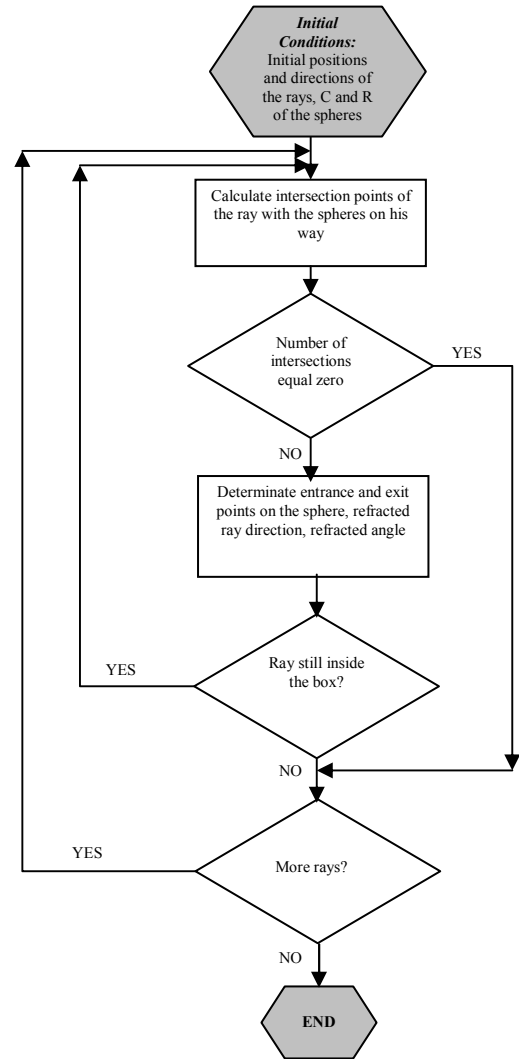 Initial
Conditions:
Initial positions
and directions of
the rays, C and R
of the spheres
Calculate intersection points of
the ray with the spheres on his
way
Number of
intersections
equal zero
YES
NO
Determinate entrance and exit
points on the sphere, refracted
ray direction, refracted angle
Ray still inside
the box?
YES
NO
More rays?
YES
NO
END